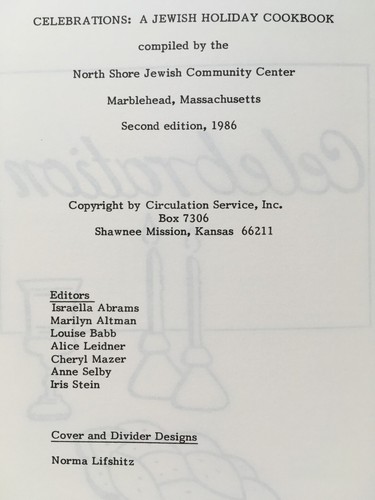 CELEBRATIONS: A JEWISH HOLIDAY COOKBOOK
compiled by the
North Shore Jewish Community Center
Marblehead, Massachusetts
Second edition, 1986
Celebration
Copyright by Circulation Service, Inc.
Box 7306
Shawnee Mission, Kansas 66211
Editors
Israella Abrams
Marilyn Altman
Louise Babb
Alice Leidner
Cheryl Mazer
Anne Selby
Iris Stein
Cover and Divider Designs
Norma Lifshitz